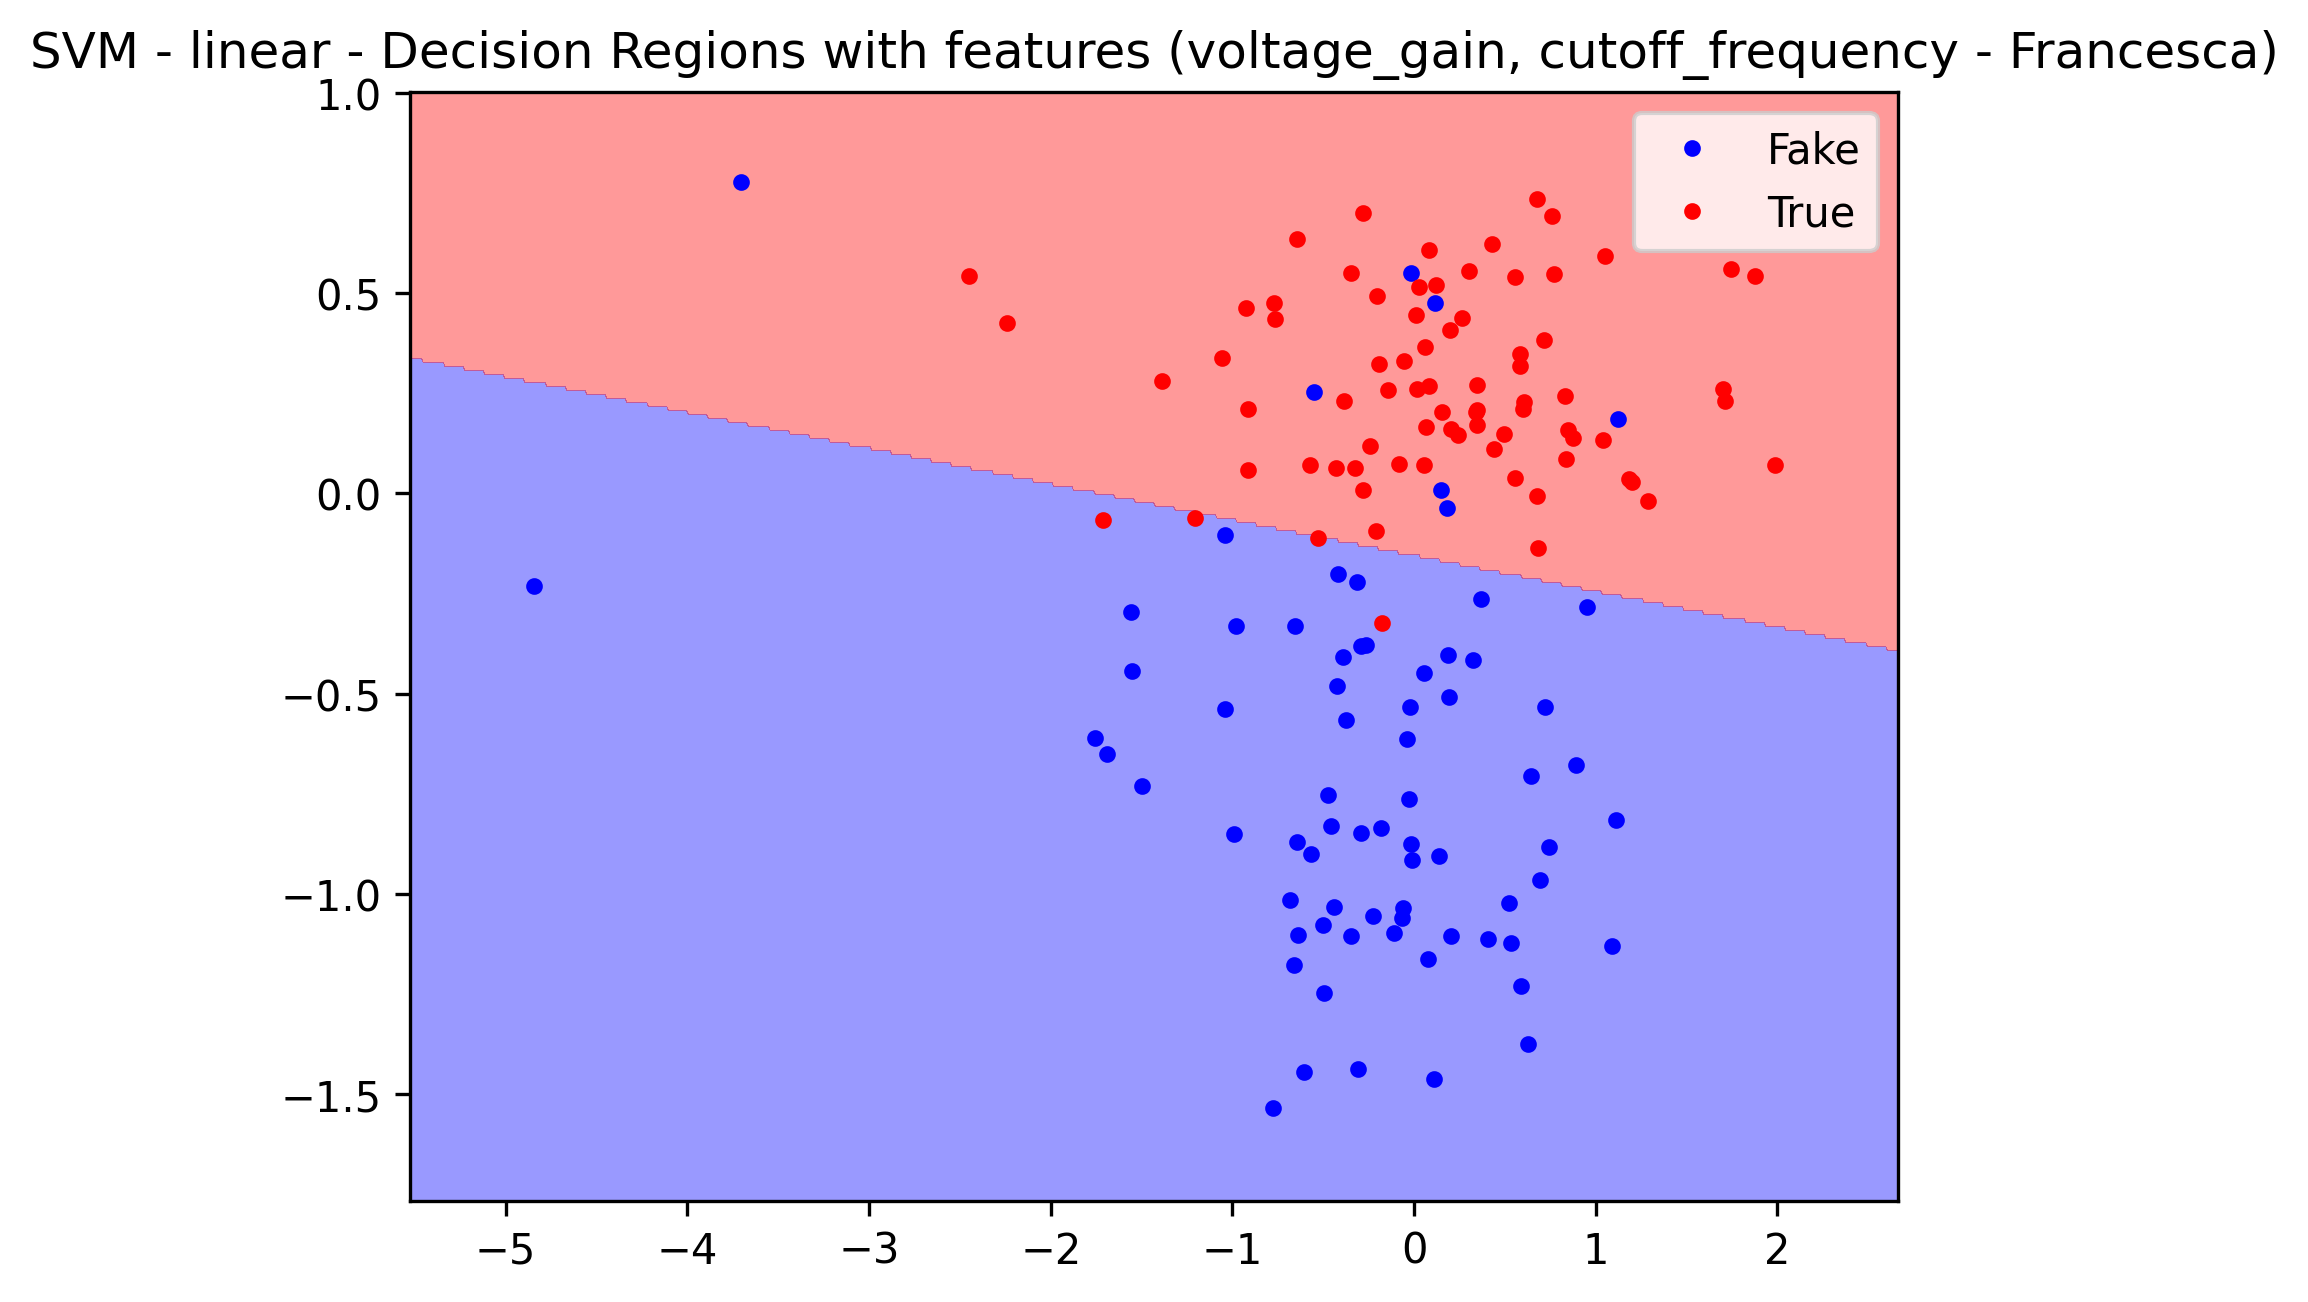 SVM - linear - Decision Regions with features (voltage_gain, cutoff_frequency - Francesca)
1.0
0.5
0.0
−0.5
−1.0
−1.5
Fake
True
−5 −4 −3 −2 −1 0 1 2